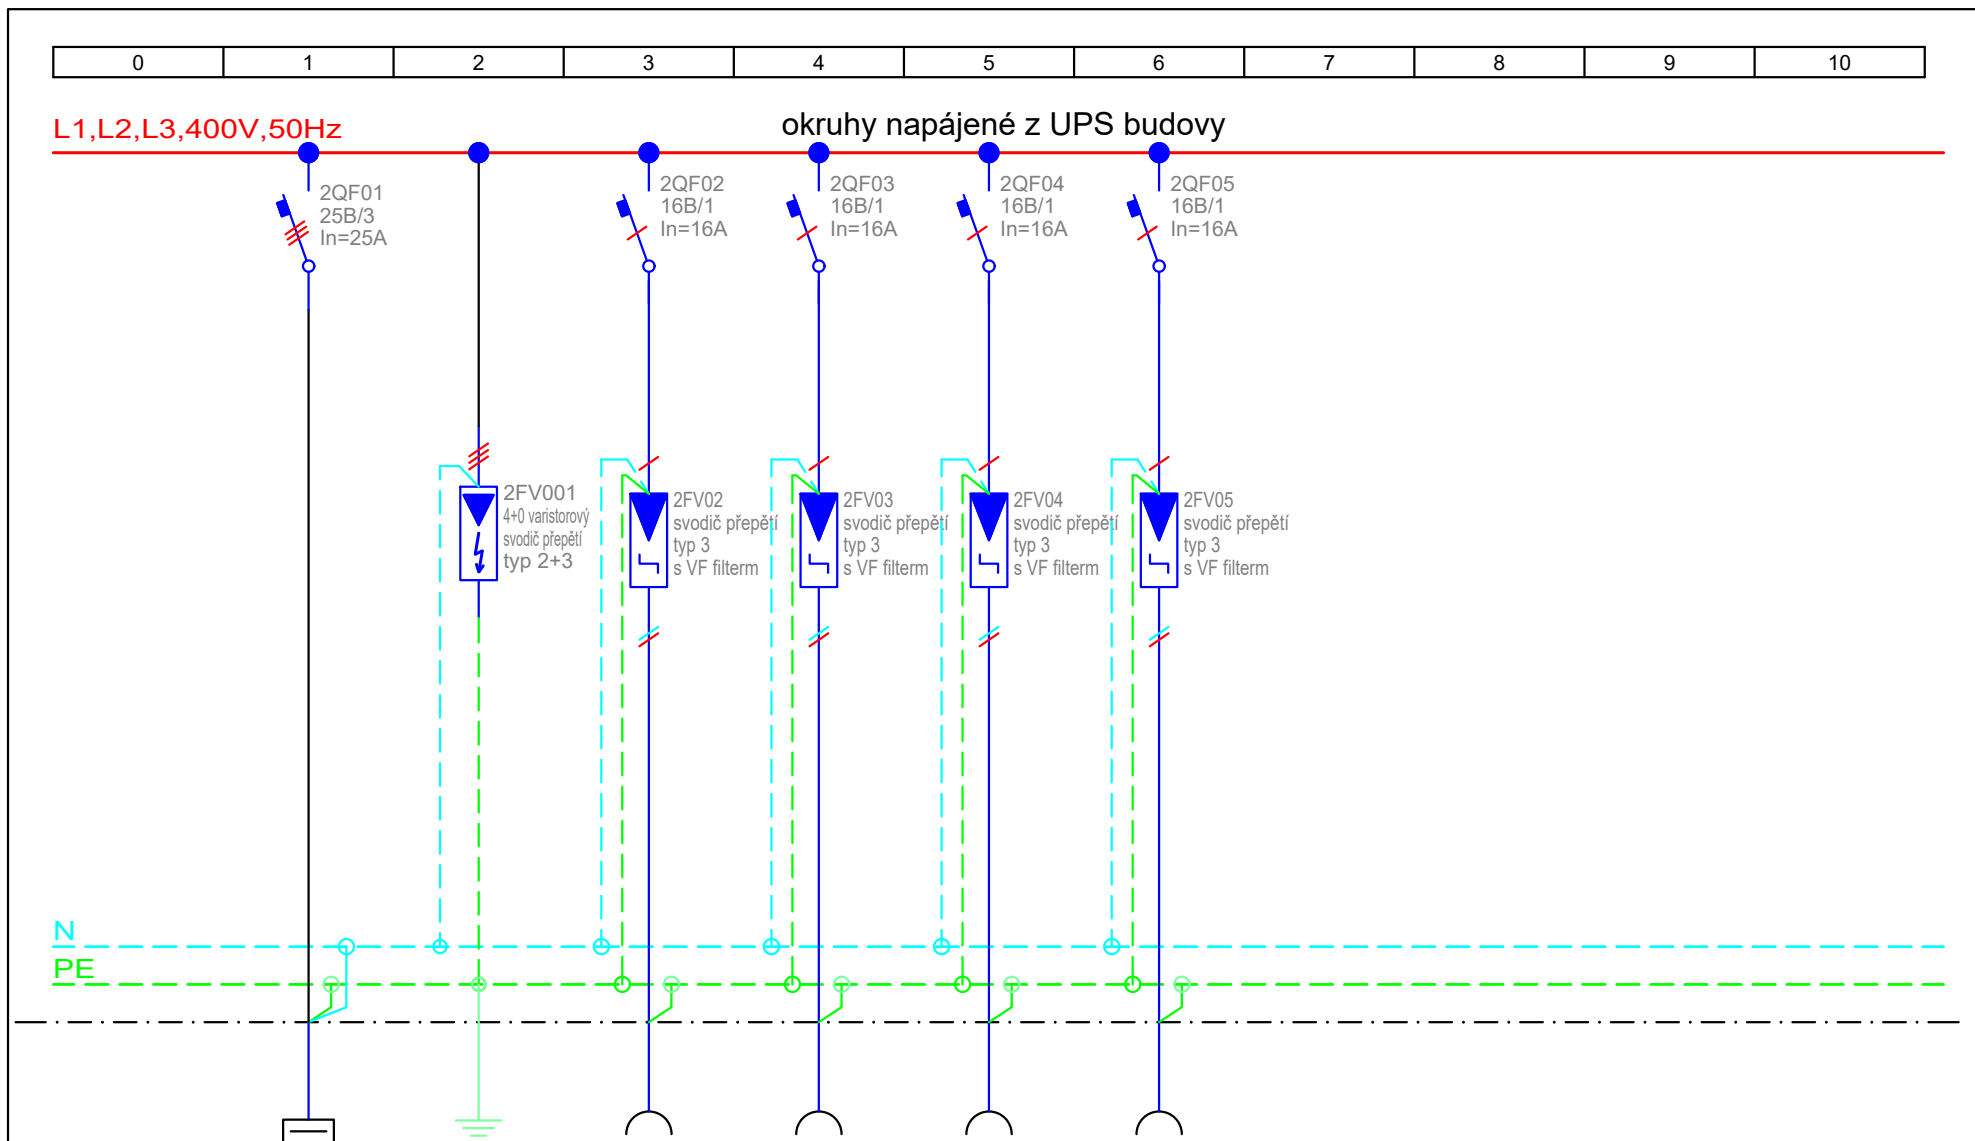 0 1 2 3 4 5 6 7 8 9 10
L1,L2,L3,400V,50Hz
okruhy napájené z UPS budovy
2QF01
25B/3
In=25A
2QF02
16B/1
In=16A
2QF03
16B/1
In=16A
2QF04
16B/1
In=16A
2QF05
16B/1
In=16A
2FV001
4+0 varistorový
svodič přepětí
typ 2+3
2FV02
svodič přepětí
typ 3
s VF filterm
2FV03
svodič přepětí
typ 3
s VF filterm
2FV04
svodič přepětí
typ 3
s VF filterm
2FV05
svodič přepětí
typ 3
s VF filterm
N
PE